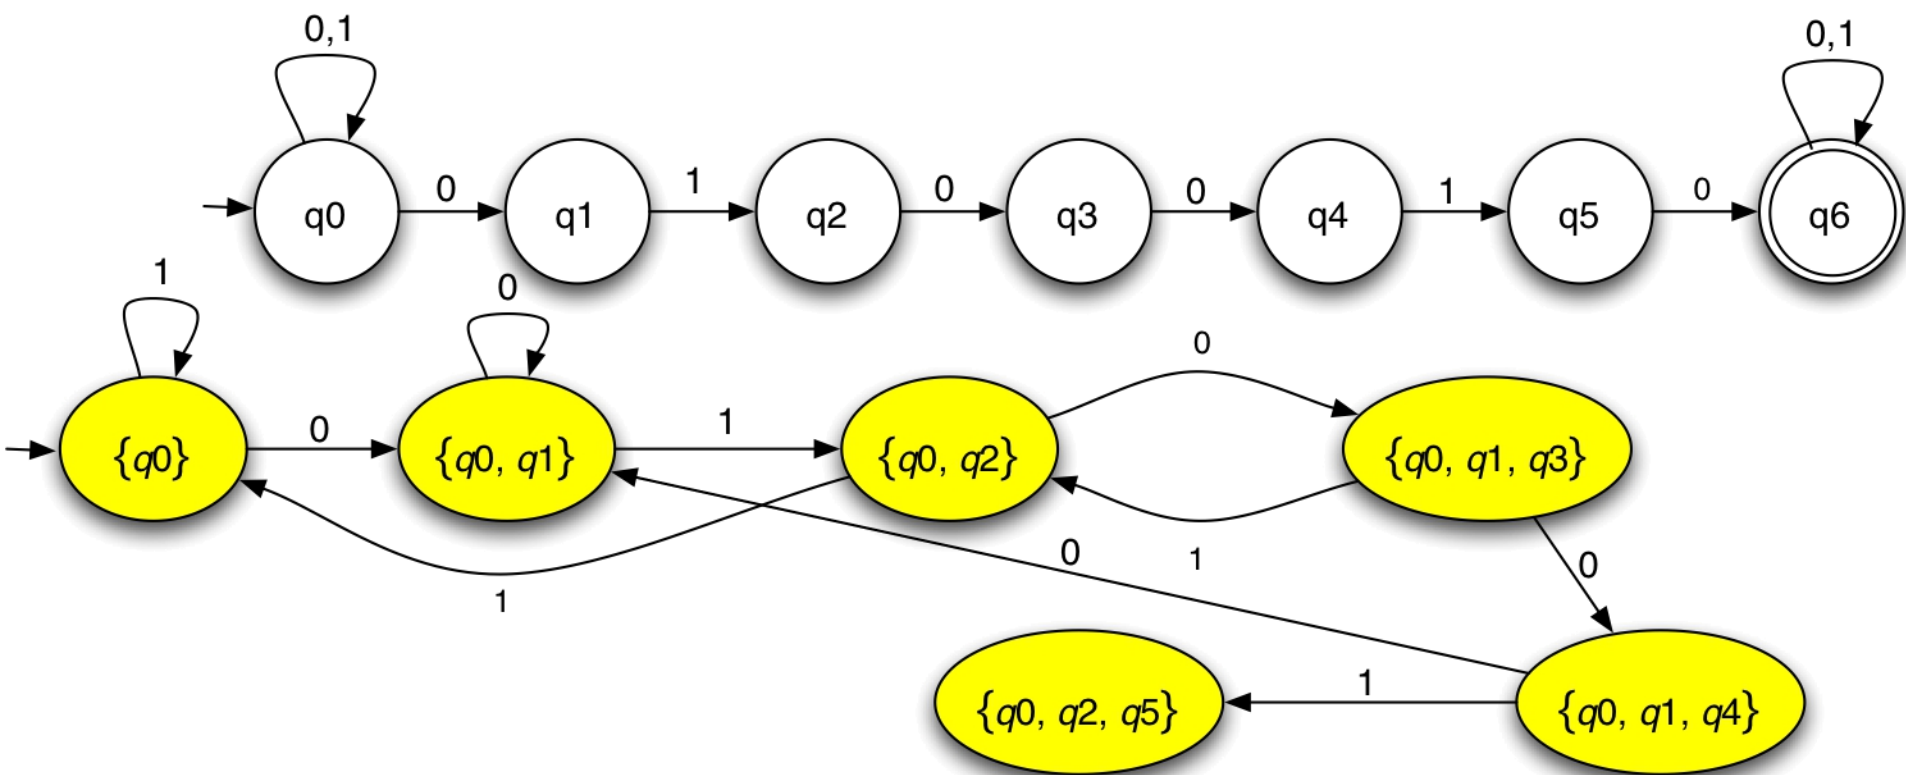 0,1
0,1
q0 0 q1 1 q2 0 q3 0 q4 1 q5 0 q6
1
0
0
{q0} 0 {q0, q1} 1 {q0, q2} {q0, q1, q3}
0 1 0
1
{q0, q2, q5} 1 {q0, q1, q4}